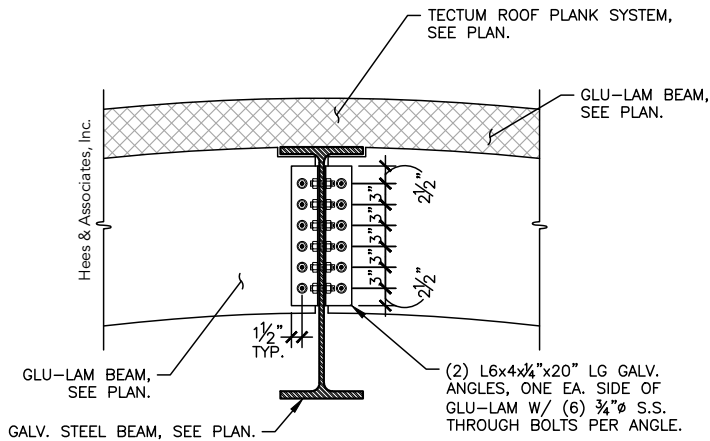 TECTUM ROOF PLANK SYSTEM,
SEE PLAN.
GLU-LAM BEAM,
SEE PLAN.
Hees & Associates, Inc.
2½"
3"
3"
3"
3"
3"
2½"
1½"
TYP.
GLU-LAM BEAM,
SEE PLAN.
GALV. STEEL BEAM, SEE PLAN.
(2) L6x4x¼"x20" LG GALV.
ANGLES, ONE EA. SIDE OF
GLU-LAM W/ (6) ¾"ø S.S.
THROUGH BOLTS PER ANGLE.